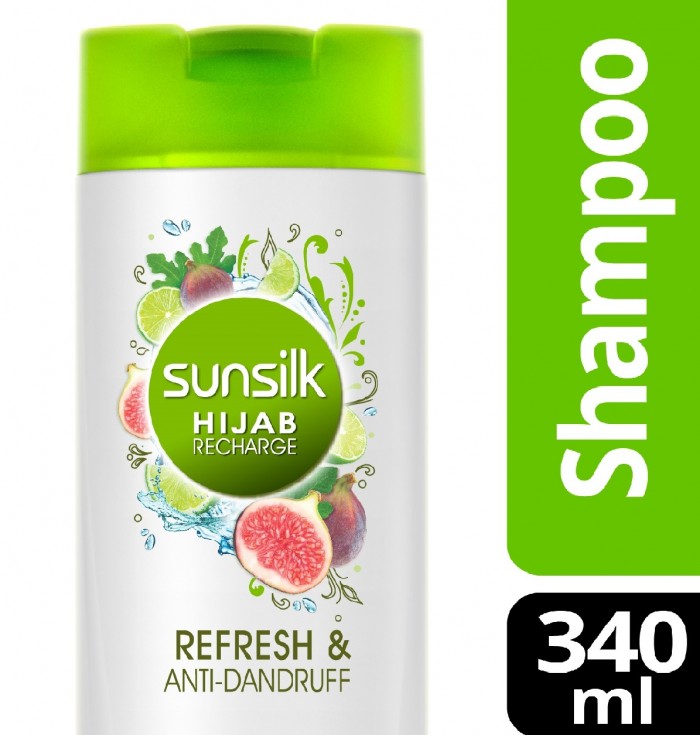 sunsilk
HIJAB
RECHARGE
REFRESH &
ANTI-DANDRUFF
Shampoo
340
ml